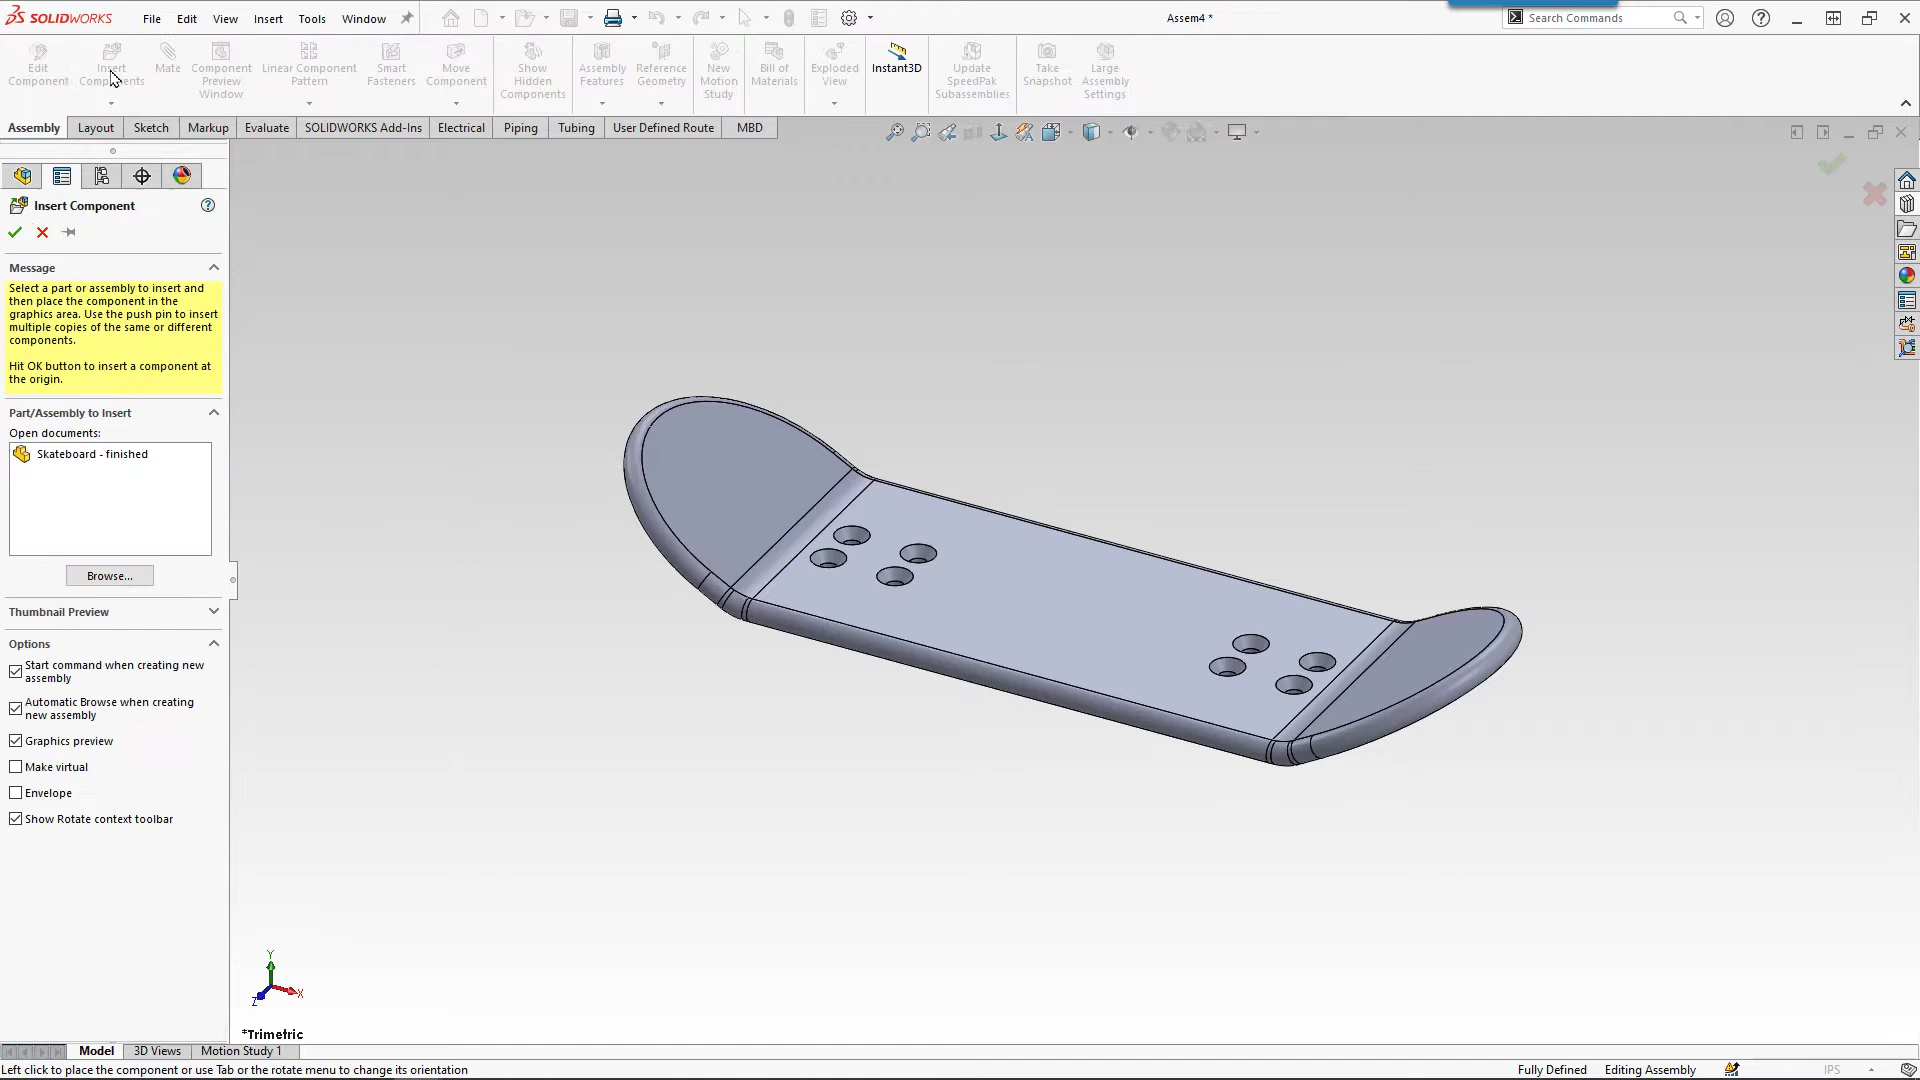 SOLIDWORKS
File
Edit
View
Insert
Tools
Window
Assem4 *
Search Commands
Edit
Component
Insert
Components
Mate
Component
Preview
Window
Linear Component
Pattern
Smart
Fasteners
Move
Component
Show
Hidden
Components
Assembly
Features
Reference
Geometry
New
Motion
Study
Bill of
Materials
Exploded
View
Instant3D
Update
SpeedPak
Subassemblies
Take
Snapshot
Large
Assembly
Settings
Assembly
Layout
Sketch
Markup
Evaluate
SOLIDWORKS Add-Ins
Electrical
Piping
Tubing
User Defined Route
MBD
Insert Component
Message
Select a part or assembly to insert and
then place the component in the
graphics area. Use the push pin to insert
multiple copies of the same or different
components.
Hit OK button to insert a component at
the origin.
Part/Assembly to Insert
Open documents:
Skateboard - finished
Browse...
Thumbnail Preview
Options
Start command when creating new
assembly
Automatic Browse when creating
new assembly
Graphics preview
Make virtual
Envelope
Show Rotate context toolbar
Y
X
Z
*Trimetric
Model
3D Views
Motion Study 1
Left click to place the component or use Tab or the rotate menu to change its orientation
Fully Defined
Editing Assembly
IPS